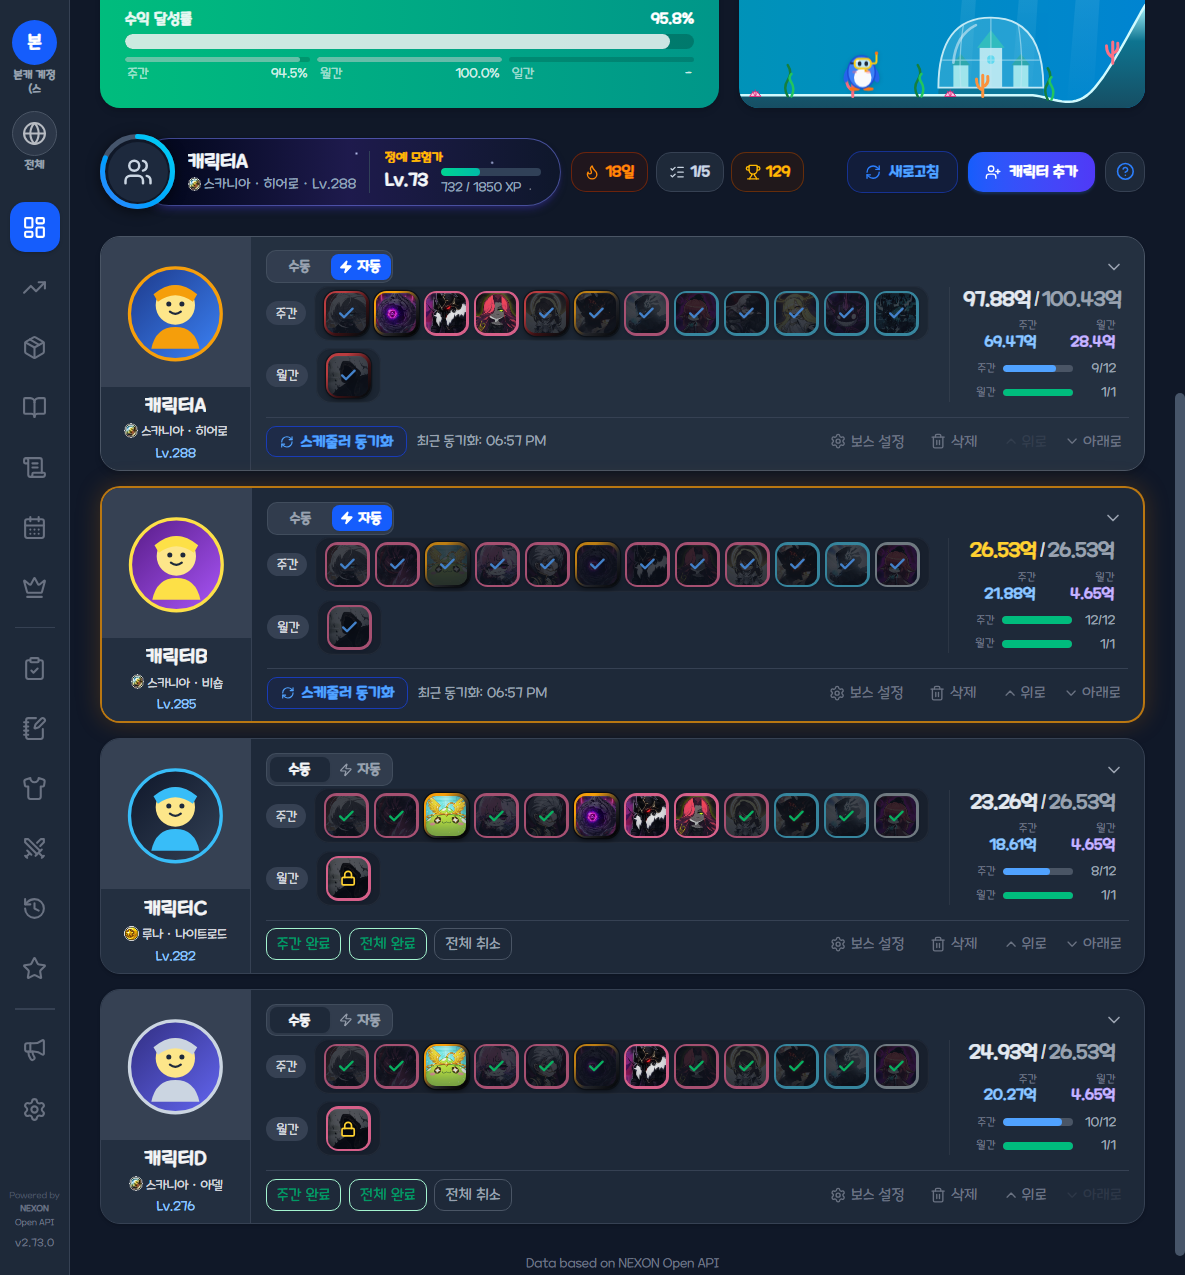 본
본캐 계정
(스
전체
Powered by
NEXON
Open API
v2.73.0
수익 달성률 95.8%
주간 94.5% 월간 100.0% 일간 -
캐릭터A
스카니아 · 히어로 · Lv.288
정예 모험가
Lv.73 732 / 1850 XP
18일 1/5 129
새로고침 캐릭터 추가
수동 자동
주간
월간
캐릭터A
스카니아 · 히어로
Lv.288
97.88억 / 100.43억
주간 월간
69.47억 28.4억
주간 9/12
월간 1/1
스케줄러 동기화 최근 동기화: 06:57 PM 보스 설정 삭제 위로 아래로
수동 자동
주간
월간
캐릭터B
스카니아 · 비숍
Lv.285
26.53억 / 26.53억
주간 월간
21.88억 4.65억
주간 12/12
월간 1/1
스케줄러 동기화 최근 동기화: 06:57 PM 보스 설정 삭제 위로 아래로
수동 자동
주간
월간
캐릭터C
루나 · 나이트로드
Lv.282
23.26억 / 26.53억
주간 월간
18.61억 4.65억
주간 8/12
월간 1/1
주간 완료 전체 완료 전체 취소 보스 설정 삭제 위로 아래로
수동 자동
주간
월간
캐릭터D
스카니아 · 아델
Lv.276
24.93억 / 26.53억
주간 월간
20.27억 4.65억
주간 10/12
월간 1/1
주간 완료 전체 완료 전체 취소 보스 설정 삭제 위로 아래로
Data based on NEXON Open API